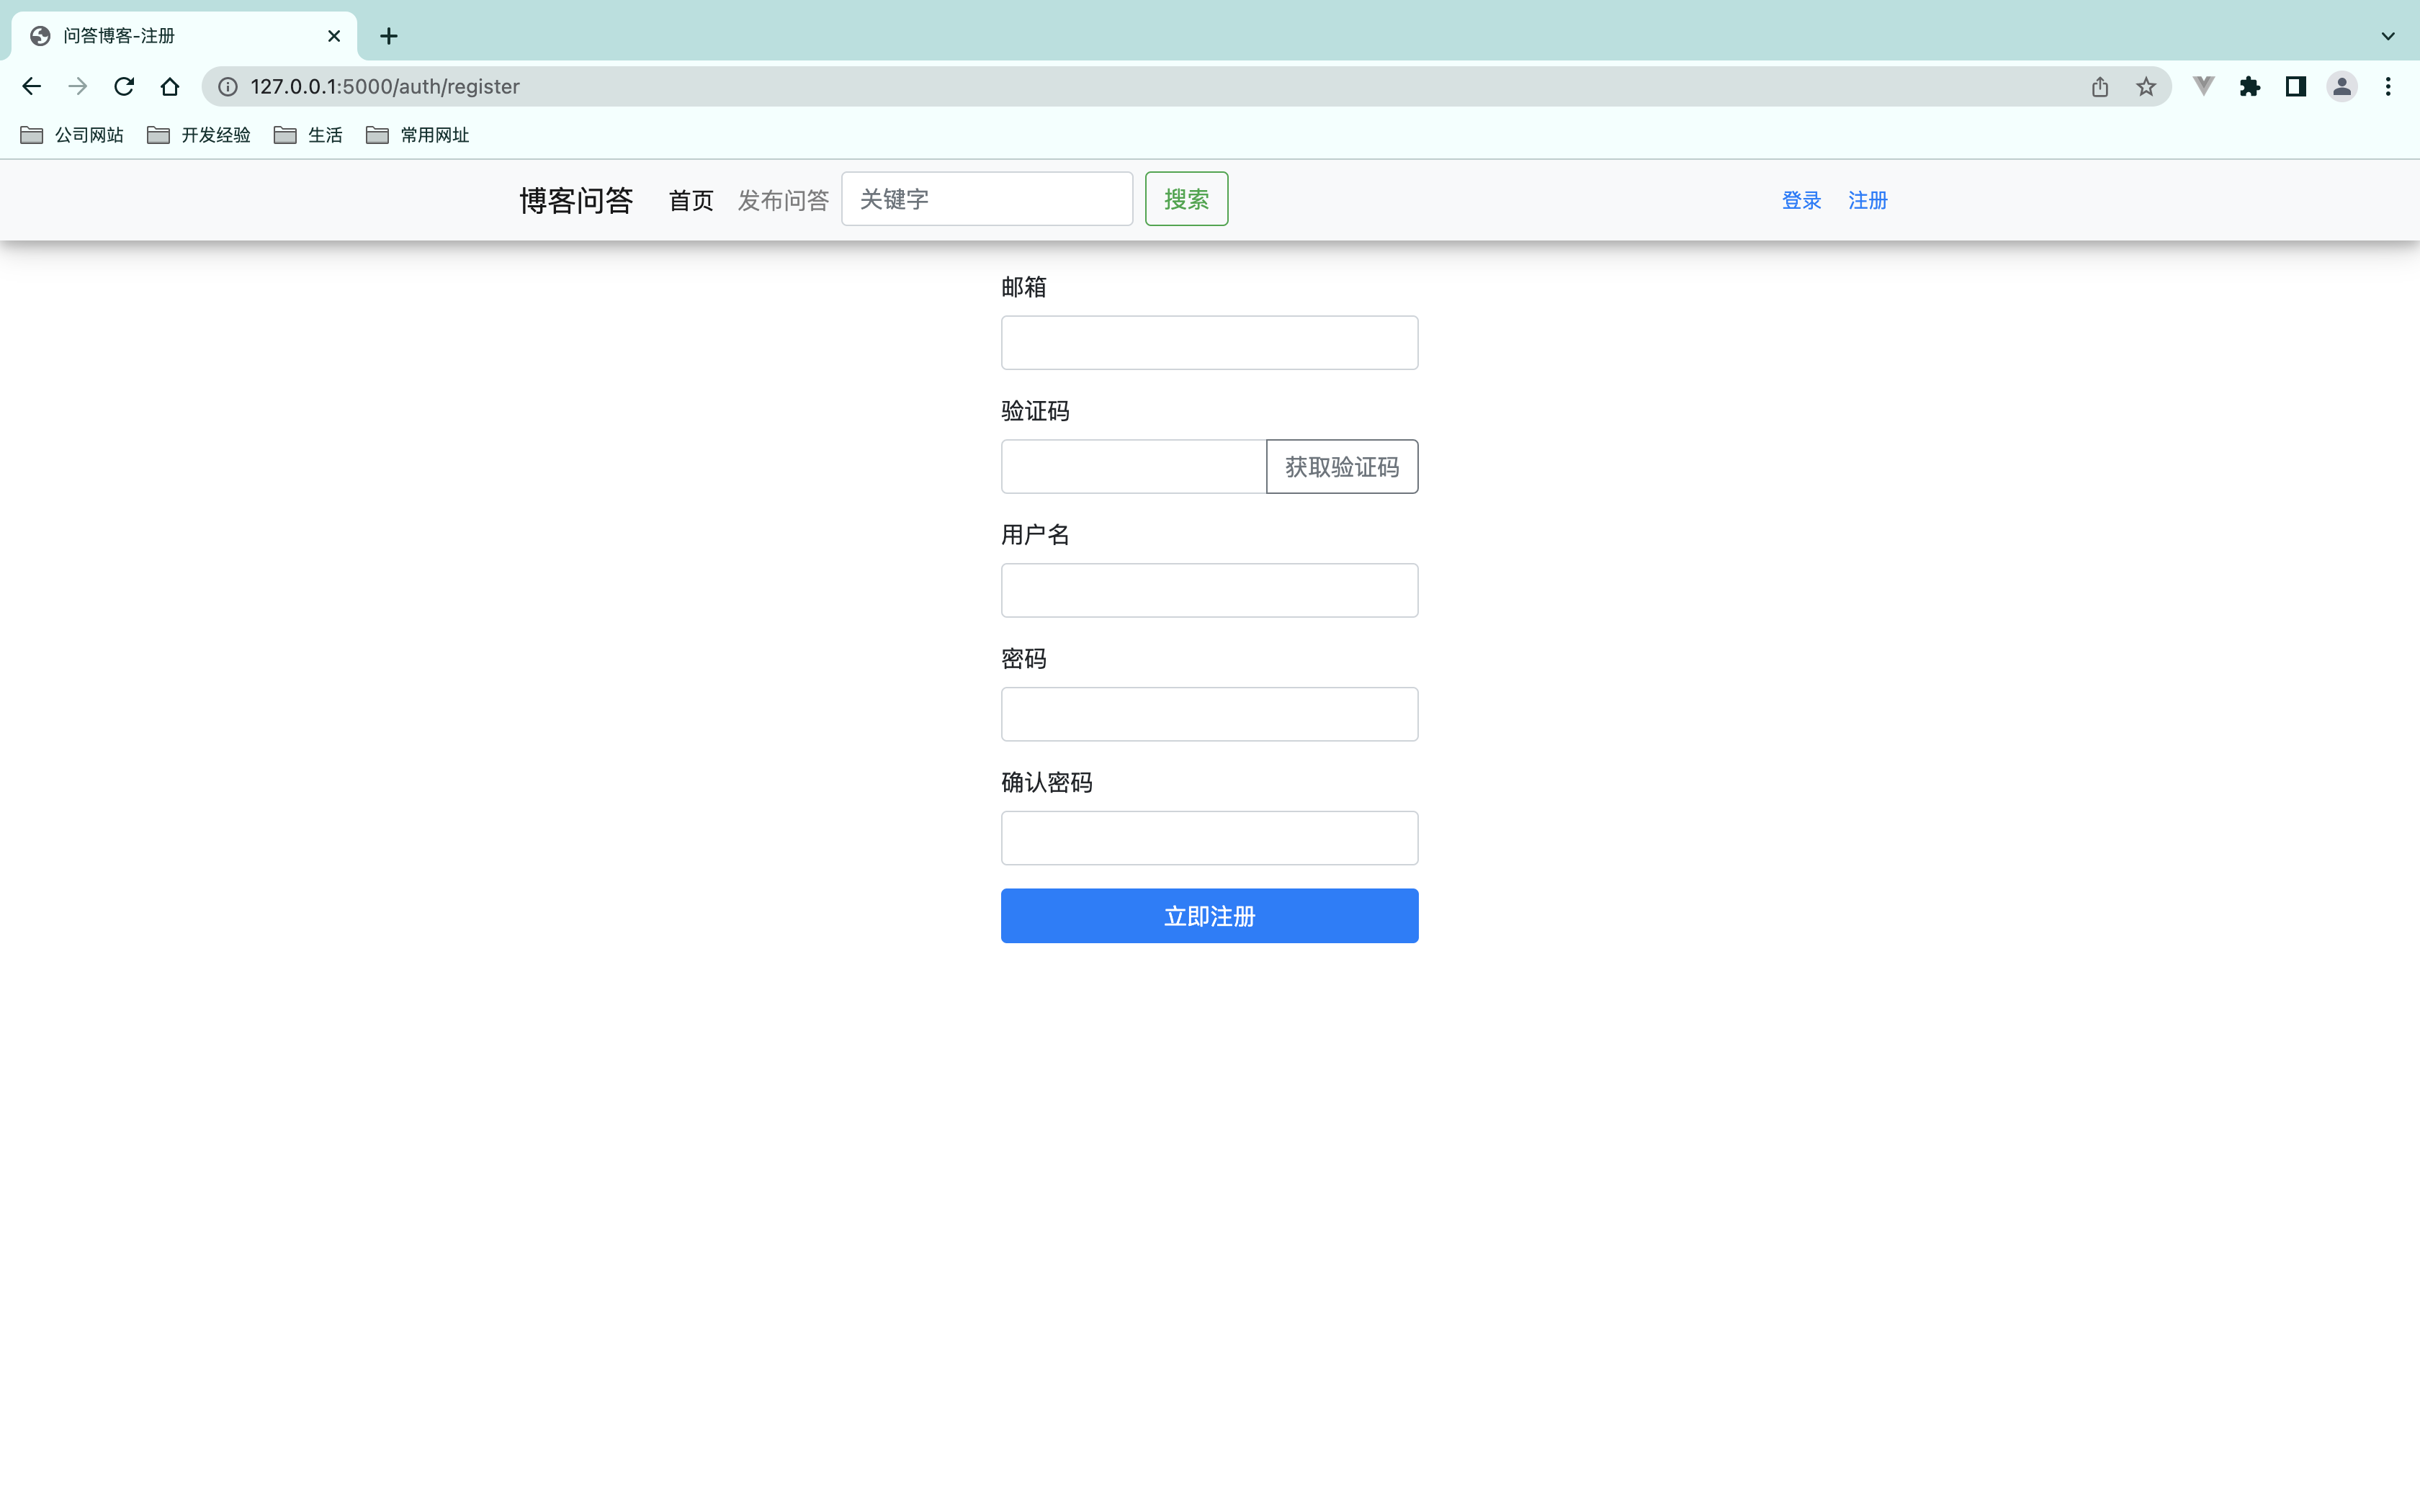 问答博客-注册
127.0.0.1:5000/auth/register
公司网站 开发经验 生活 常用网址
博客问答 首页 发布问答 关键字 搜索 登录 注册
邮箱
验证码
获取验证码
用户名
密码
确认密码
立即注册